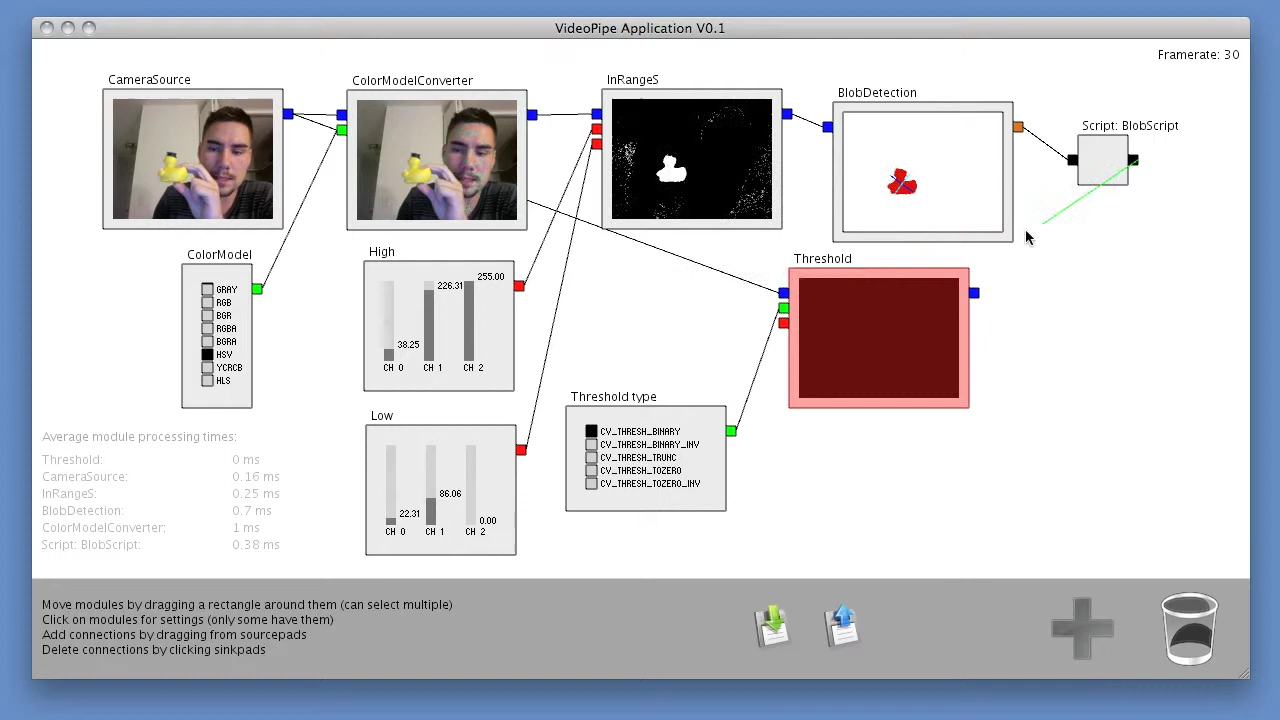 VideoPipe Application V0.1
Framerate: 30
CameraSource
ColorModelConverter
InRangeS
BlobDetection
Script: BlobScript
ColorModel
GRAY
RGB
BGR
RGBA
BGRA
HSV
YCRCB
HLS
High
38.25
226.31
255.00
CH 0
CH 1
CH 2
Threshold
Low
22.31
86.06
0.00
CH 0
CH 1
CH 2
Threshold type
CV_THRESH_BINARY
CV_THRESH_BINARY_INV
CV_THRESH_TRUNC
CV_THRESH_TOZERO
CV_THRESH_TOZERO_INV
Average module processing times:
Threshold: 0 ms
CameraSource: 0.16 ms
InRangeS: 0.25 ms
BlobDetection: 0.7 ms
ColorModelConverter: 1 ms
Script: BlobScript: 0.38 ms
Move modules by dragging a rectangle around them (can select multiple)
Click on modules for settings (only some have them)
Add connections by dragging from sourcepads
Delete connections by clicking sinkpads